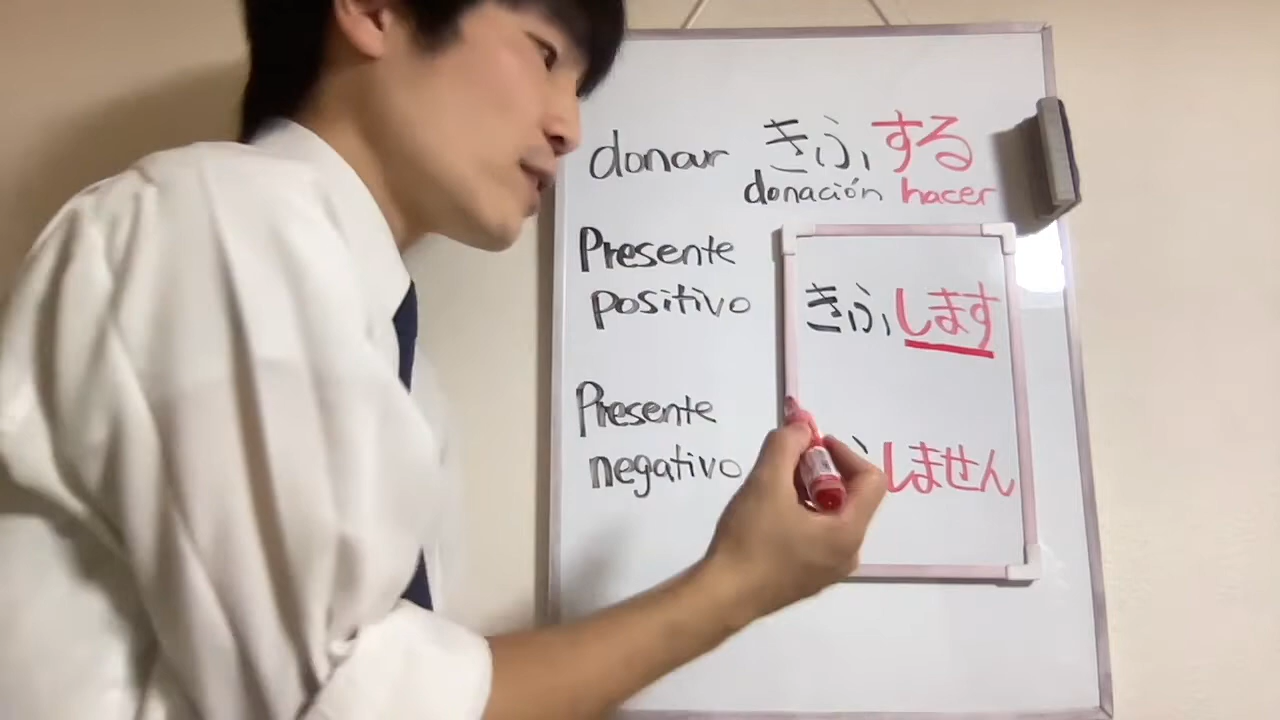 donar きふする
donación hacer
Presente
positivo きふします
Presente
negativo しません